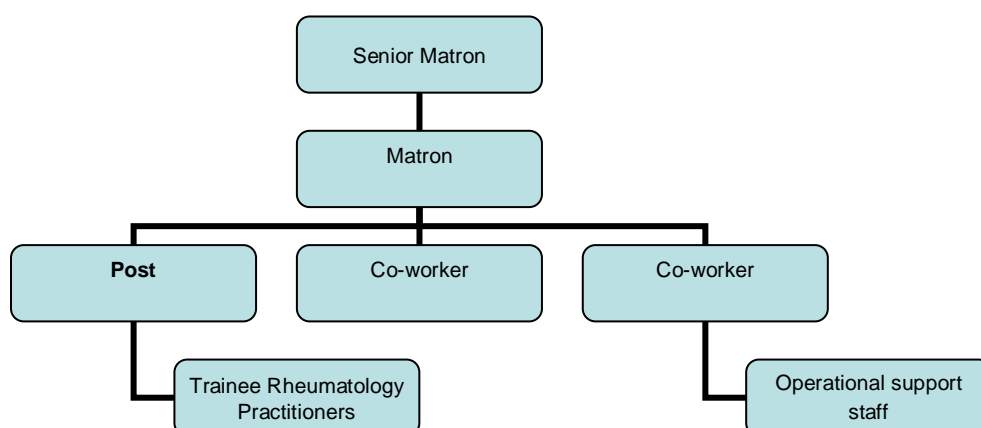 Senior Matron
Matron
Post
Co-worker
Co-worker
Trainee Rheumatology
Practitioners
Operational support
staff